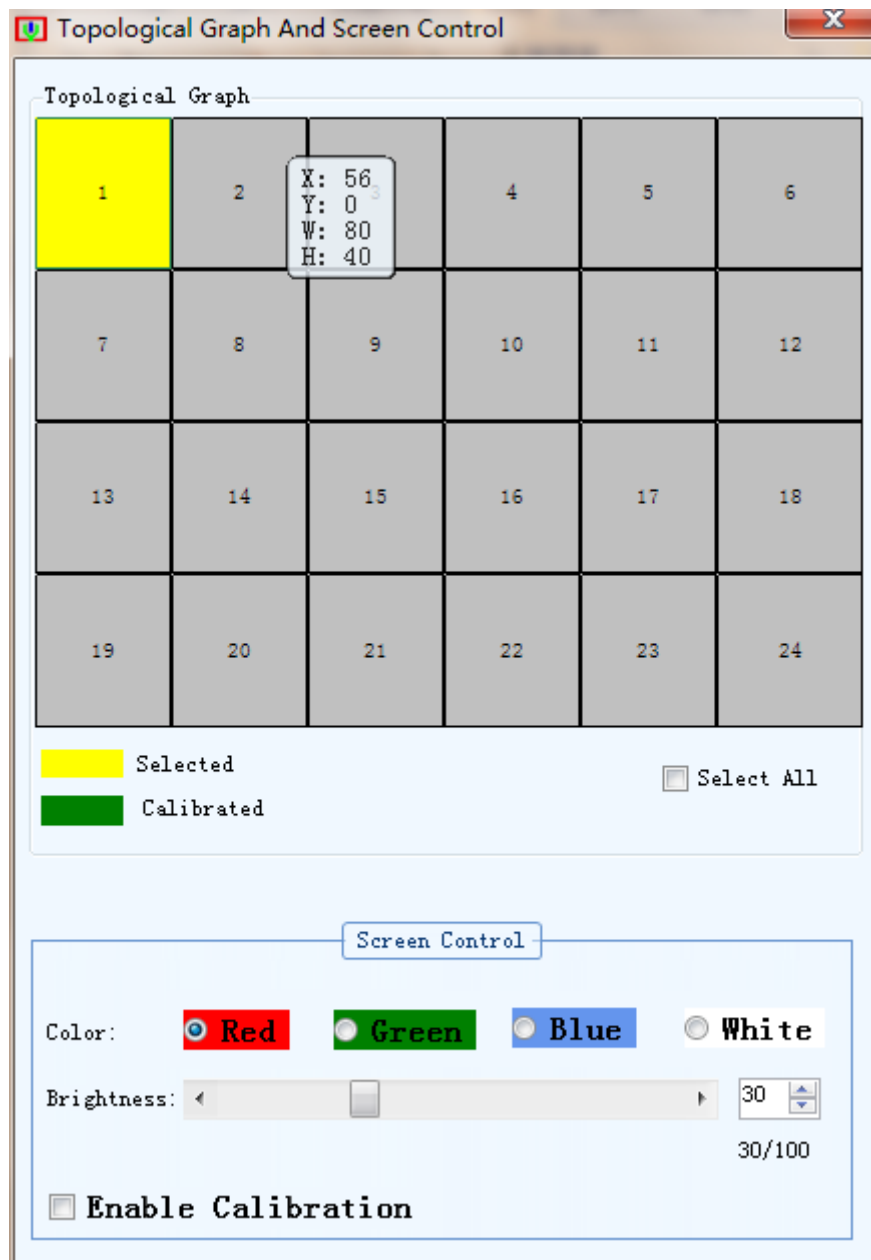 Topological Graph And Screen Control
Topological Graph
1 2 3 4 5 6
X: 56
Y: 0
W: 80
H: 40
7 8 9 10 11 12
13 14 15 16 17 18
19 20 21 22 23 24
Selected
Select All
Calibrated
Screen Control
Color: Red Green Blue White
Brightness: 30
30/100
Enable Calibration